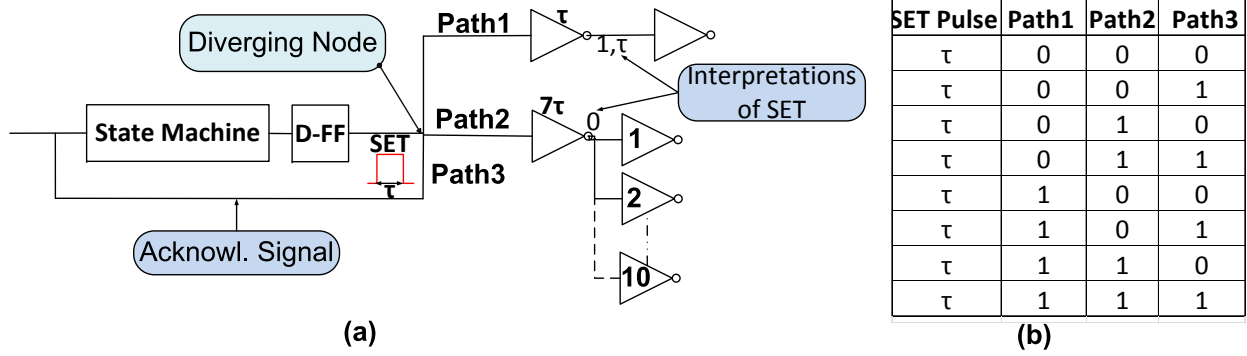 Diverging Node
Path1
τ
1,τ
Interpretations
of SET
State Machine
D-FF
SET
τ
Path2
7τ
0
1
Path3
2
10
Acknowl. Signal
(a)
SET Pulse Path1 Path2 Path3
τ 0 0 0
τ 0 0 1
τ 0 1 0
τ 0 1 1
τ 1 0 0
τ 1 0 1
τ 1 1 0
τ 1 1 1
(b)